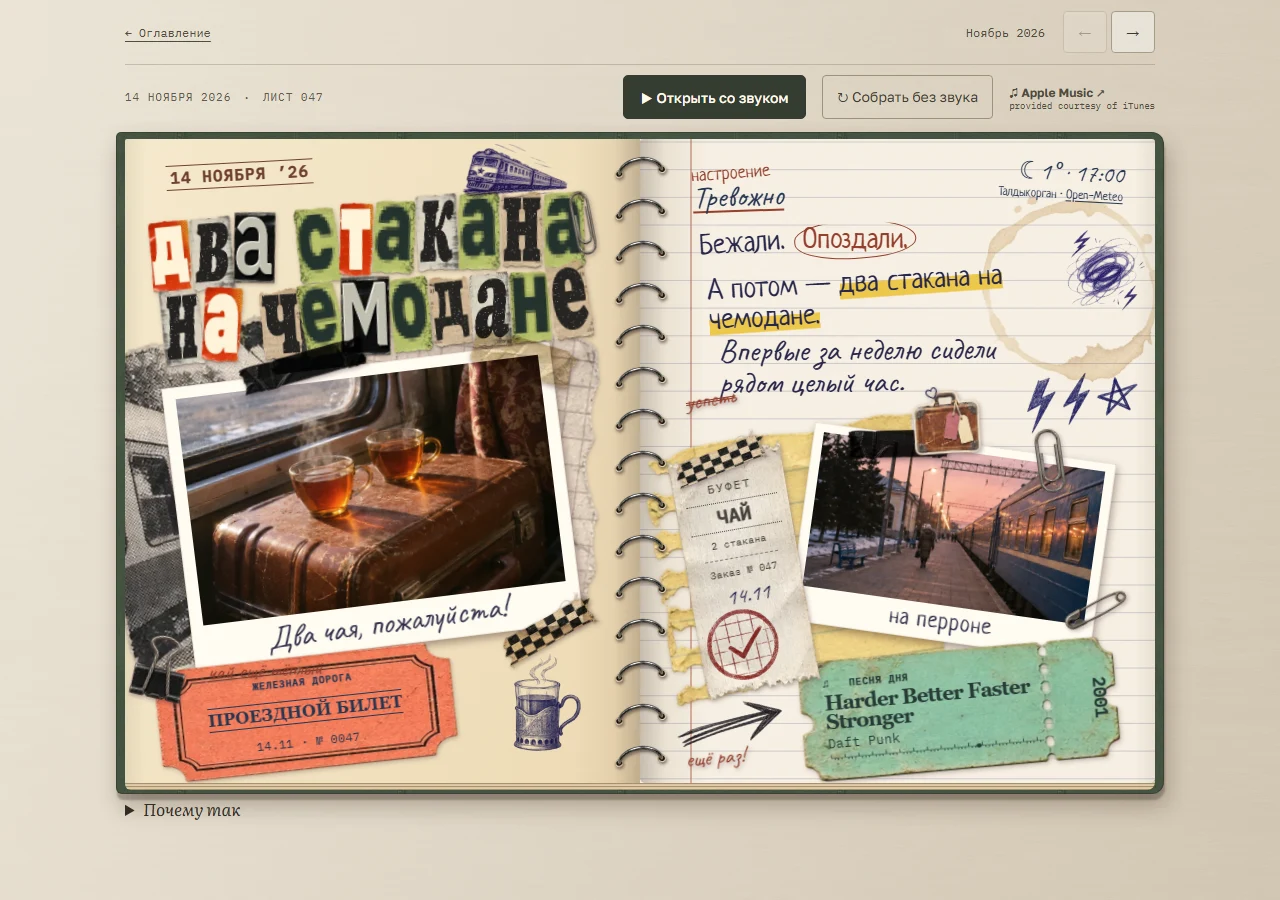 ← Оглавление
Ноябрь 2026
←
→
14 НОЯБРЯ 2026 · ЛИСТ 047
▶ Открыть со звуком
↻ Собрать без звука
♫ Apple Music ↗
provided courtesy of iTunes
14 НОЯБРЯ ’26
два стакана
на чемодане
Два чая, пожалуйста!
ЖЕЛЕЗНАЯ ДОРОГА
ПРОЕЗДНОЙ БИЛЕТ
14.11 · № 0047
настроение
Тревожно
☾ 1° · 17:00
Талдыкорган · Open-Meteo
Бежали. Опоздали.
А потом — два стакана на
чемодане.
Впервые за неделю сидели
рядом целый час.
успеть
БУФЕТ
ЧАЙ
2 стакана
Заказ № 047
14.11
на перроне
ещё раз!
♫ ПЕСНЯ ДНЯ
Harder Better Faster
Stronger
Daft Punk
2001
▶ Почему так